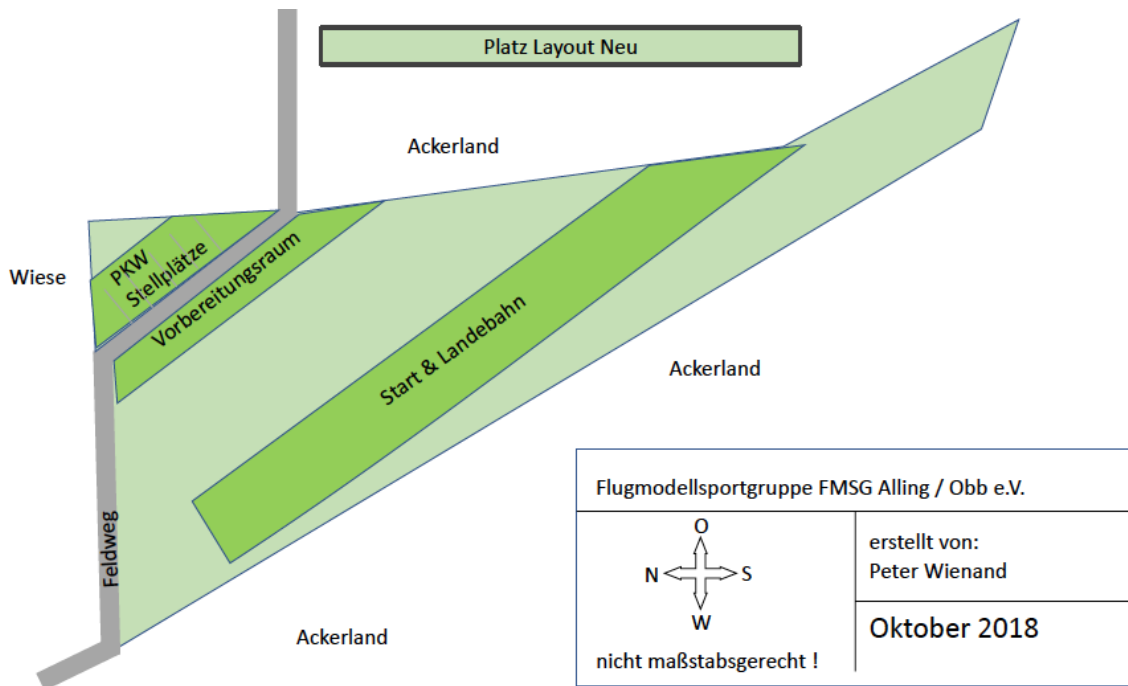 Platz Layout Neu
Ackerland
Wiese
PKW
Stellplätze
Vorbereitungsraum
Start & Landebahn
Ackerland
Feldweg
Ackerland
Flugmodellsportgruppe FMSG Alling / Obb e.V.
O
N
S
W
nicht maßstabsgerecht !
erstellt von:
Peter Wienand
Oktober 2018